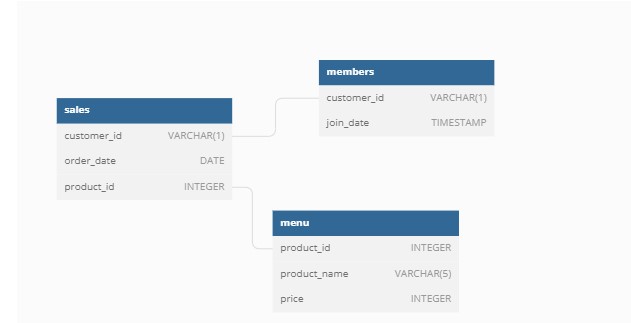 sales
customer_id VARCHAR(1)
order_date DATE
product_id INTEGER
members
customer_id VARCHAR(1)
join_date TIMESTAMP
menu
product_id INTEGER
product_name VARCHAR(5)
price INTEGER